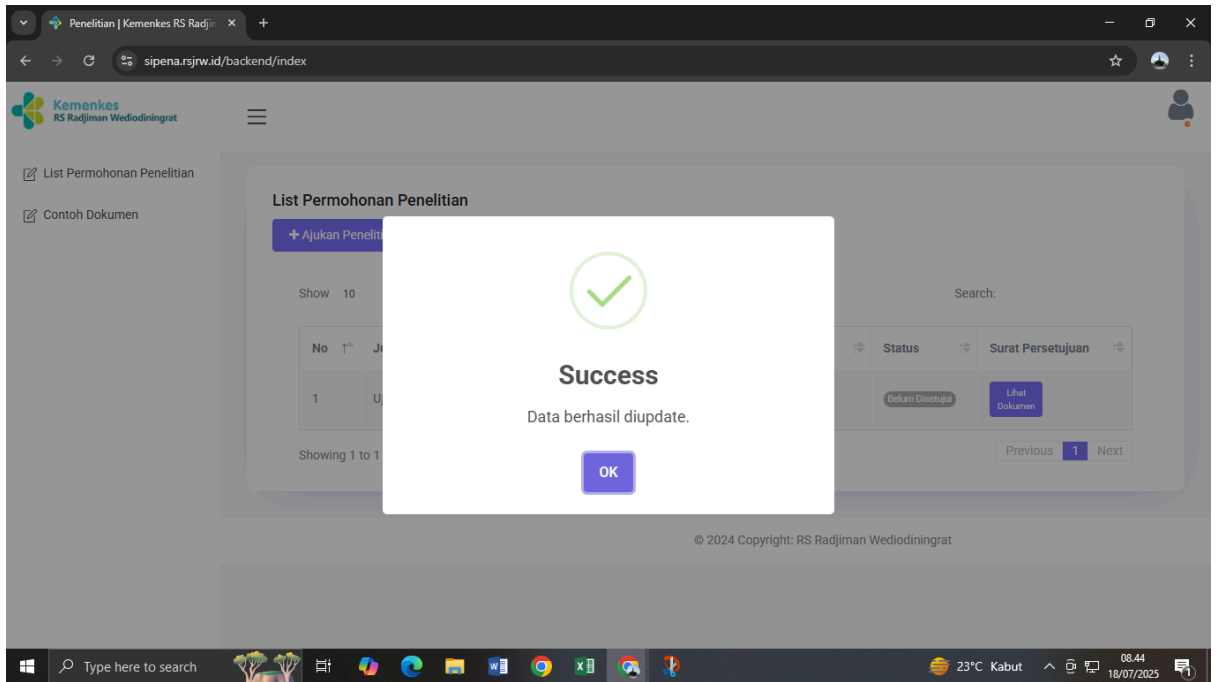 Penelitian | Kemenkes RS Radjin
sipena.rsjrw.id/backend/index
Kemenkes
RS Radjiman Wediodiningrat
List Permohonan Penelitian
Contoh Dokumen
List Permohonan Penelitian
+ Ajukan Peneliti
Show 10
Search:
No
Status
Surat Persetujuan
1
Belum Disetujui
Lihat
Dokumen
Showing 1 to 1
Previous 1 Next
Success
Data berhasil diupdate.
OK
© 2024 Copyright: RS Radjiman Wediodiningrat
Type here to search
23°C Kabut
08.44
18/07/2025
1